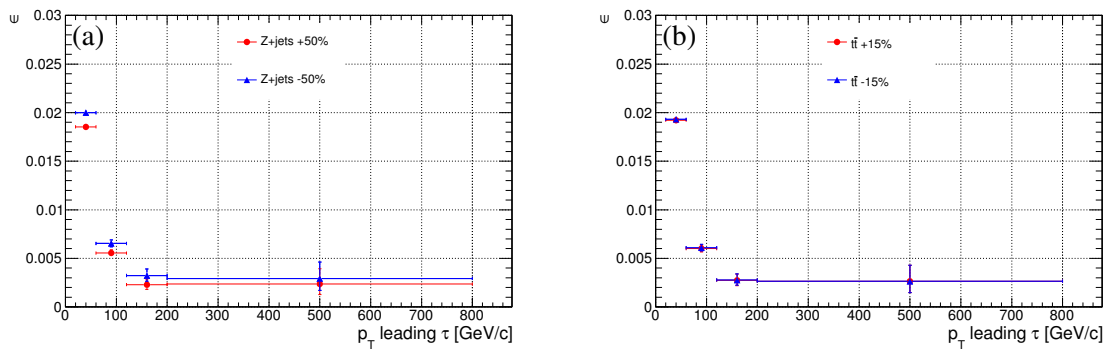 (a)
∈
Z+jets +50%
Z+jets -50%
0.03
0.025
0.02
0.015
0.01
0.005
0
0 100 200 300 400 500 600 700 800
p_T leading τ [GeV/c]
(b)
∈
tt̄ +15%
tt̄ -15%
0.03
0.025
0.02
0.015
0.01
0.005
0
0 100 200 300 400 500 600 700 800
p_T leading τ [GeV/c]